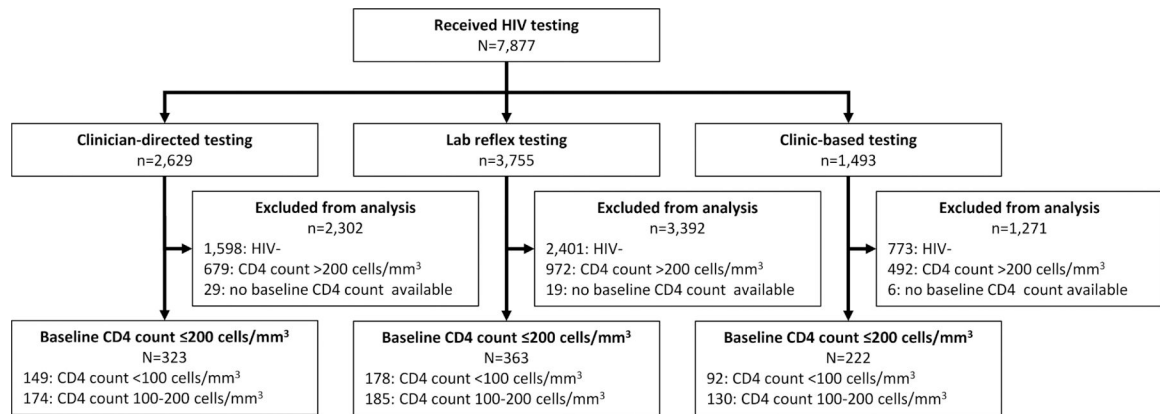 Received HIV testing
N=7,877
Clinician-directed testing
n=2,629
Lab reflex testing
n=3,755
Clinic-based testing
n=1,493
Excluded from analysis
n=2,302
1,598: HIV-
679: CD4 count >200 cells/mm³
29: no baseline CD4 count available
Excluded from analysis
n=3,392
2,401: HIV-
972: CD4 count >200 cells/mm³
19: no baseline CD4 count available
Excluded from analysis
n=1,271
773: HIV-
492: CD4 count >200 cells/mm³
6: no baseline CD4 count available
Baseline CD4 count ≤200 cells/mm³
N=323
149: CD4 count <100 cells/mm³
174: CD4 count 100-200 cells/mm³
Baseline CD4 count ≤200 cells/mm³
N=363
178: CD4 count <100 cells/mm³
185: CD4 count 100-200 cells/mm³
Baseline CD4 count ≤200 cells/mm³
N=222
92: CD4 count <100 cells/mm³
130: CD4 count 100-200 cells/mm³